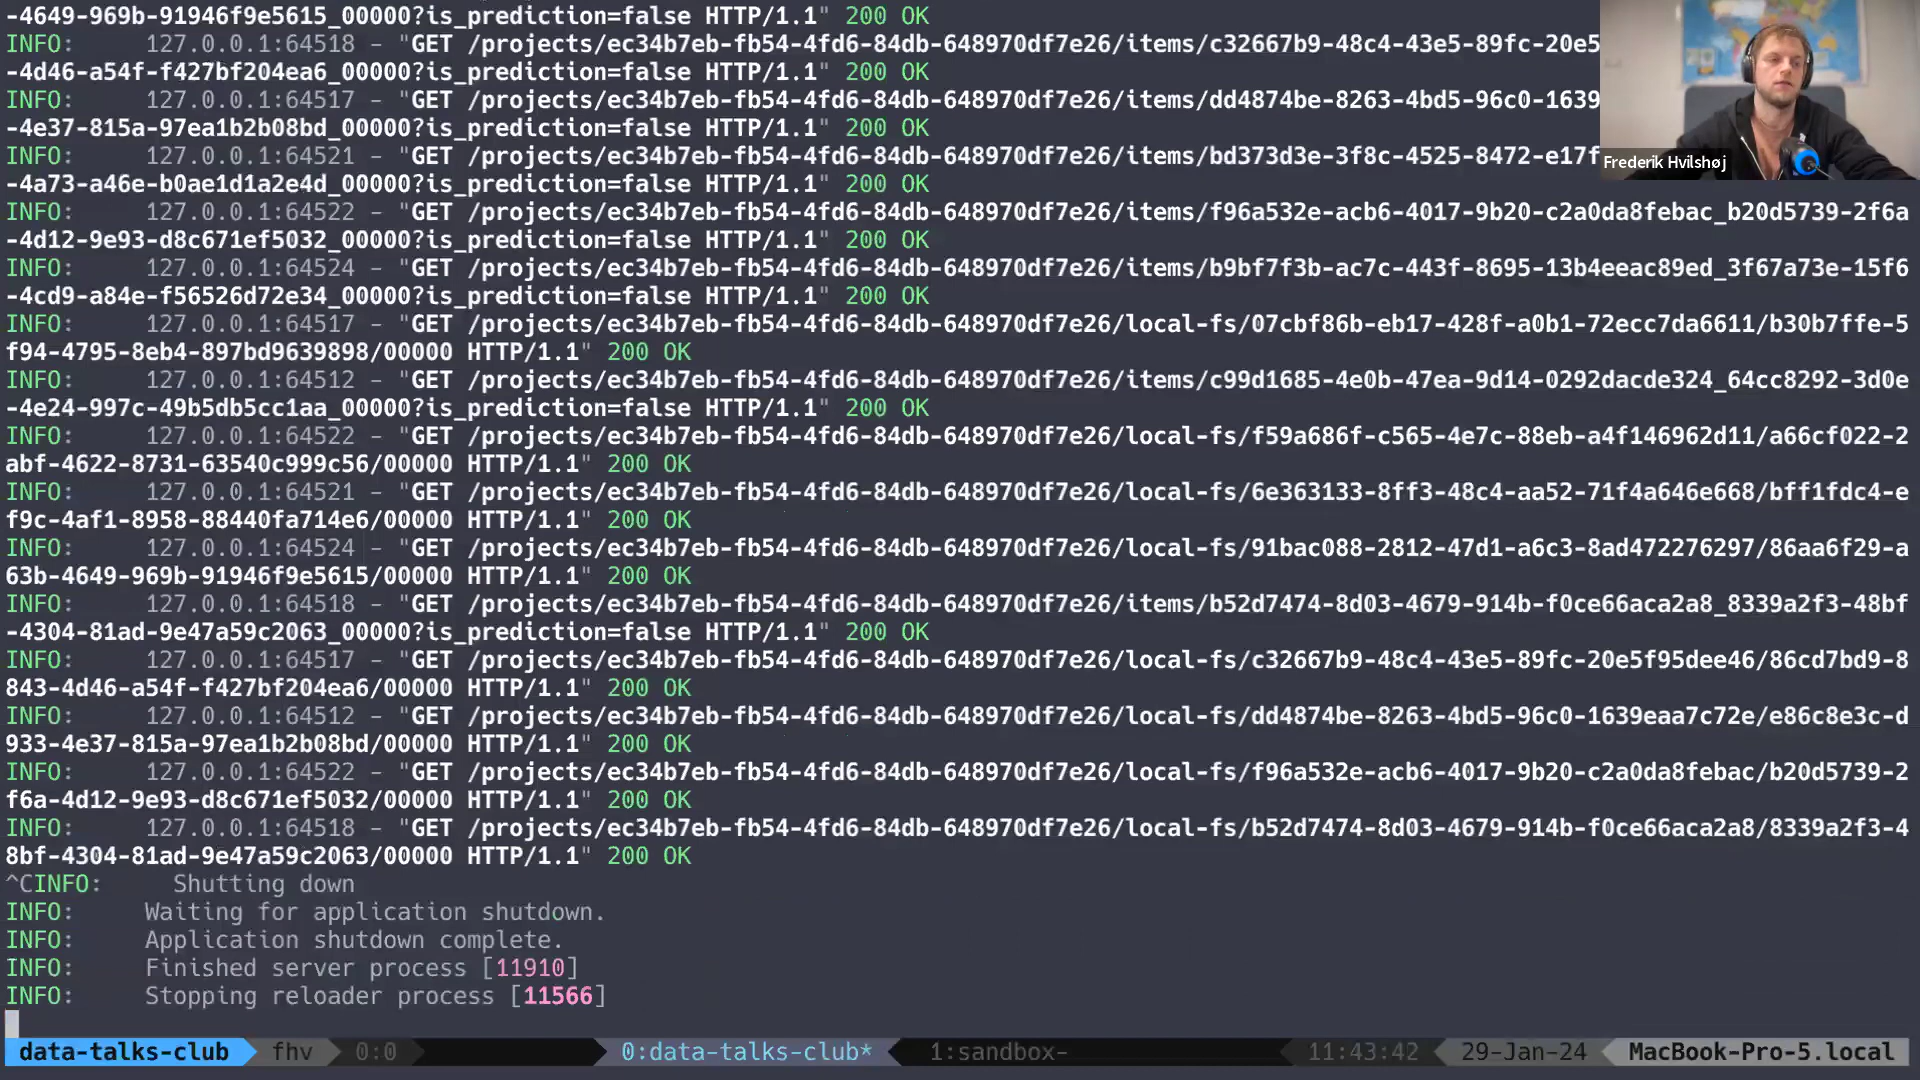 -4649-969b-91946f9e5615_00000?is_prediction=false HTTP/1.1" 200 OK
INFO:     127.0.0.1:64518 - "GET /projects/ec34b7eb-fb54-4fd6-84db-648970df7e26/items/c32667b9-48c4-43e5-89fc-20e5
-4d46-a54f-f427bf204ea6_00000?is_prediction=false HTTP/1.1" 200 OK
INFO:     127.0.0.1:64517 - "GET /projects/ec34b7eb-fb54-4fd6-84db-648970df7e26/items/dd4874be-8263-4bd5-96c0-1639
-4e37-815a-97ea1b2b08bd_00000?is_prediction=false HTTP/1.1" 200 OK
INFO:     127.0.0.1:64521 - "GET /projects/ec34b7eb-fb54-4fd6-84db-648970df7e26/items/bd373d3e-3f8c-4525-8472-e17f
Frederik Hvilshøj
-4a73-a46e-b0ae1d1a2e4d_00000?is_prediction=false HTTP/1.1" 200 OK
INFO:     127.0.0.1:64522 - "GET /projects/ec34b7eb-fb54-4fd6-84db-648970df7e26/items/f96a532e-acb6-4017-9b20-c2a0da8febac_b20d5739-2f6a
-4d12-9e93-d8c671ef5032_00000?is_prediction=false HTTP/1.1" 200 OK
INFO:     127.0.0.1:64524 - "GET /projects/ec34b7eb-fb54-4fd6-84db-648970df7e26/items/b9bf7f3b-ac7c-443f-8695-13b4eeac89ed_3f67a73e-15f6
-4cd9-a84e-f56526d72e34_00000?is_prediction=false HTTP/1.1" 200 OK
INFO:     127.0.0.1:64517 - "GET /projects/ec34b7eb-fb54-4fd6-84db-648970df7e26/local-fs/07cbf86b-eb17-428f-a0b1-72ecc7da6611/b30b7ffe-5
f94-4795-8eb4-897bd9639898/00000 HTTP/1.1" 200 OK
INFO:     127.0.0.1:64512 - "GET /projects/ec34b7eb-fb54-4fd6-84db-648970df7e26/items/c99d1685-4e0b-47ea-9d14-0292dacde324_64cc8292-3d0e
-4e24-997c-49b5db5cc1aa_00000?is_prediction=false HTTP/1.1" 200 OK
INFO:     127.0.0.1:64522 - "GET /projects/ec34b7eb-fb54-4fd6-84db-648970df7e26/local-fs/f59a686f-c565-4e7c-88eb-a4f146962d11/a66cf022-2
abf-4622-8731-63540c999c56/00000 HTTP/1.1" 200 OK
INFO:     127.0.0.1:64521 - "GET /projects/ec34b7eb-fb54-4fd6-84db-648970df7e26/local-fs/6e363133-8ff3-48c4-aa52-71f4a646e668/bff1fdc4-e
f9c-4af1-8958-88440fa714e6/00000 HTTP/1.1" 200 OK
INFO:     127.0.0.1:64524 - "GET /projects/ec34b7eb-fb54-4fd6-84db-648970df7e26/local-fs/91bac088-2812-47d1-a6c3-8ad472276297/86aa6f29-a
63b-4649-969b-91946f9e5615/00000 HTTP/1.1" 200 OK
INFO:     127.0.0.1:64518 - "GET /projects/ec34b7eb-fb54-4fd6-84db-648970df7e26/items/b52d7474-8d03-4679-914b-f0ce66aca2a8_8339a2f3-48bf
-4304-81ad-9e47a59c2063_00000?is_prediction=false HTTP/1.1" 200 OK
INFO:     127.0.0.1:64517 - "GET /projects/ec34b7eb-fb54-4fd6-84db-648970df7e26/local-fs/c32667b9-48c4-43e5-89fc-20e5f95dee46/86cd7bd9-8
843-4d46-a54f-f427bf204ea6/00000 HTTP/1.1" 200 OK
INFO:     127.0.0.1:64512 - "GET /projects/ec34b7eb-fb54-4fd6-84db-648970df7e26/local-fs/dd4874be-8263-4bd5-96c0-1639eaa7c72e/e86c8e3c-d
933-4e37-815a-97ea1b2b08bd/00000 HTTP/1.1" 200 OK
INFO:     127.0.0.1:64522 - "GET /projects/ec34b7eb-fb54-4fd6-84db-648970df7e26/local-fs/f96a532e-acb6-4017-9b20-c2a0da8febac/b20d5739-2
f6a-4d12-9e93-d8c671ef5032/00000 HTTP/1.1" 200 OK
INFO:     127.0.0.1:64518 - "GET /projects/ec34b7eb-fb54-4fd6-84db-648970df7e26/local-fs/b52d7474-8d03-4679-914b-f0ce66aca2a8/8339a2f3-4
8bf-4304-81ad-9e47a59c2063/00000 HTTP/1.1" 200 OK
^CINFO:     Shutting down
INFO:     Waiting for application shutdown.
INFO:     Application shutdown complete.
INFO:     Finished server process [11910]
INFO:     Stopping reloader process [11566]
data-talks-club fhv 0:0 0:data-talks-club* 1:sandbox- 11:43:42 29-Jan-24 MacBook-Pro-5.local